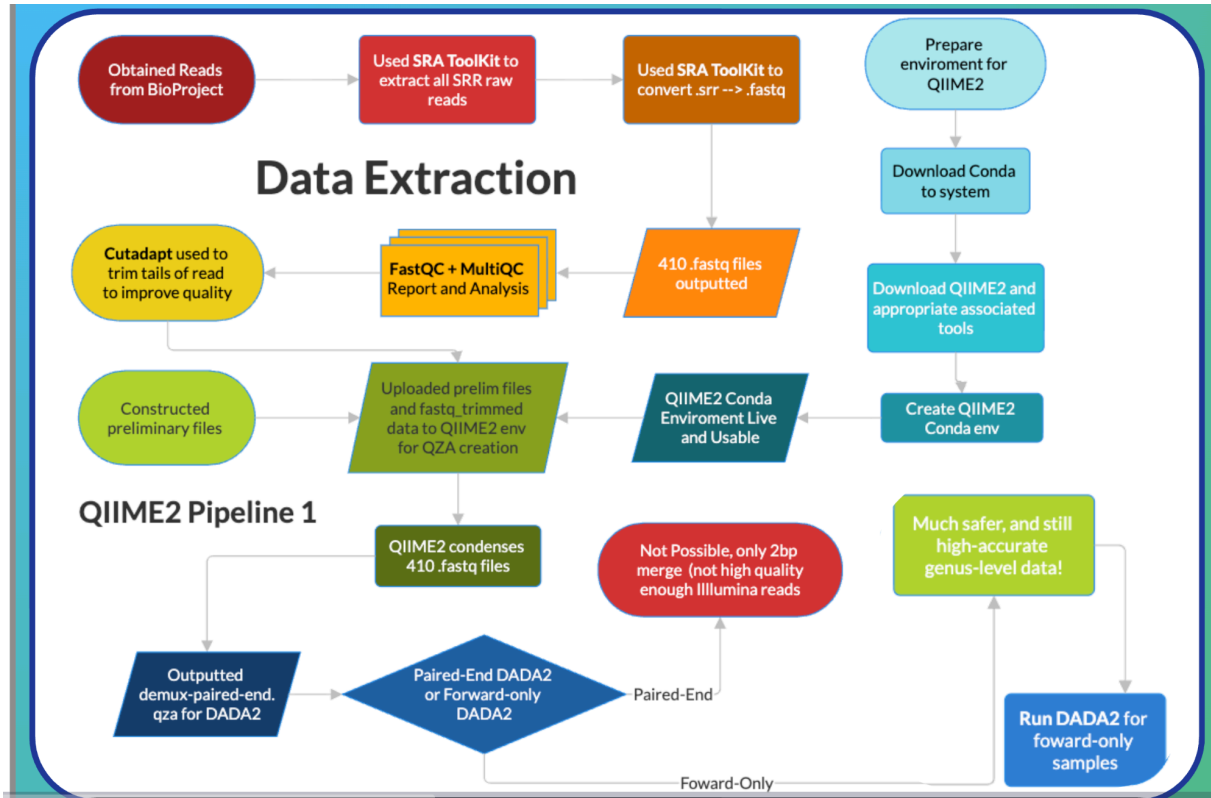 Obtained Reads
from BioProject
Used SRA ToolKit to
extract all SRR raw
reads
Used SRA ToolKit to
convert .srr --> .fastq
Prepare
enviroment for
QIIME2
Download Conda
to system
Data Extraction
Cutadapt used to
trim tails of read
to improve quality
FastQC + MultiQC
Report and Analysis
410 .fastq files
outputted
Download QIIME2 and
appropriate associated
tools
Constructed
preliminary files
Uploaded prelim files
and fastq_trimmed
data to QIIME2 env
for QZA creation
QIIME2 Conda
Enviroment Live
and Usable
Create QIIME2
Conda env
QIIME2 Pipeline 1
QIIME2 condenses
410 .fastq files
Not Possible, only 2bp
merge (not high quality
enough Illlumina reads
Much safer, and still
high-accurate
genus-level data!
Outputted
demux-paired-end.
qza for DADA2
Paired-End DADA2
or Forward-only
DADA2
Paired-End
Run DADA2 for
foward-only
samples
Foward-Only